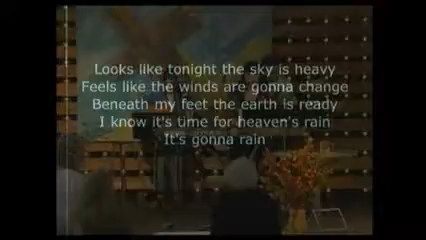 Looks like tonight the sky is heavy
Feels like the winds are gonna change
Beneath my feet the earth is ready
I know it's time for heaven's rain
It's gonna rain